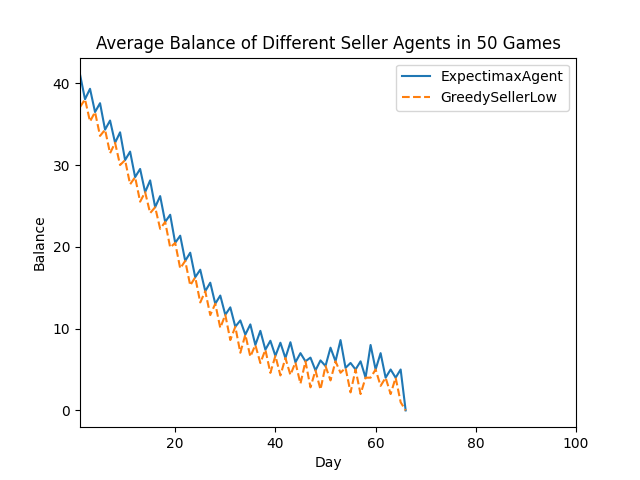 Average Balance of Different Seller Agents in 50 Games
ExpectimaxAgent
GreedySellerLow
Balance
40
30
20
10
0
20 40 60 80 100
Day